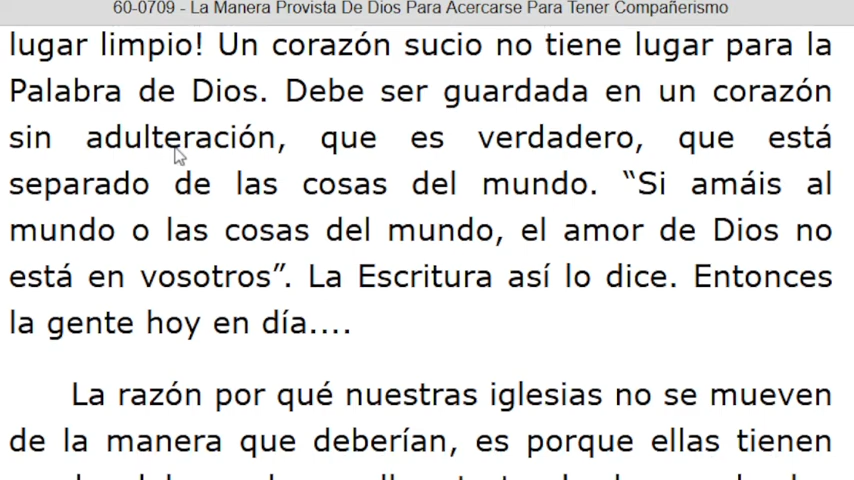 60-0709 - La Manera Provista De Dios Para Acercarse Para Tener Compañerismo
lugar limpio! Un corazón sucio no tiene lugar para la
Palabra de Dios. Debe ser guardada en un corazón
sin adulteración, que es verdadero, que está
separado de las cosas del mundo. “Si amáis al
mundo o las cosas del mundo, el amor de Dios no
está en vosotros”. La Escritura así lo dice. Entonces
la gente hoy en día....
La razón por qué nuestras iglesias no se mueven
de la manera que deberían, es porque ellas tienen